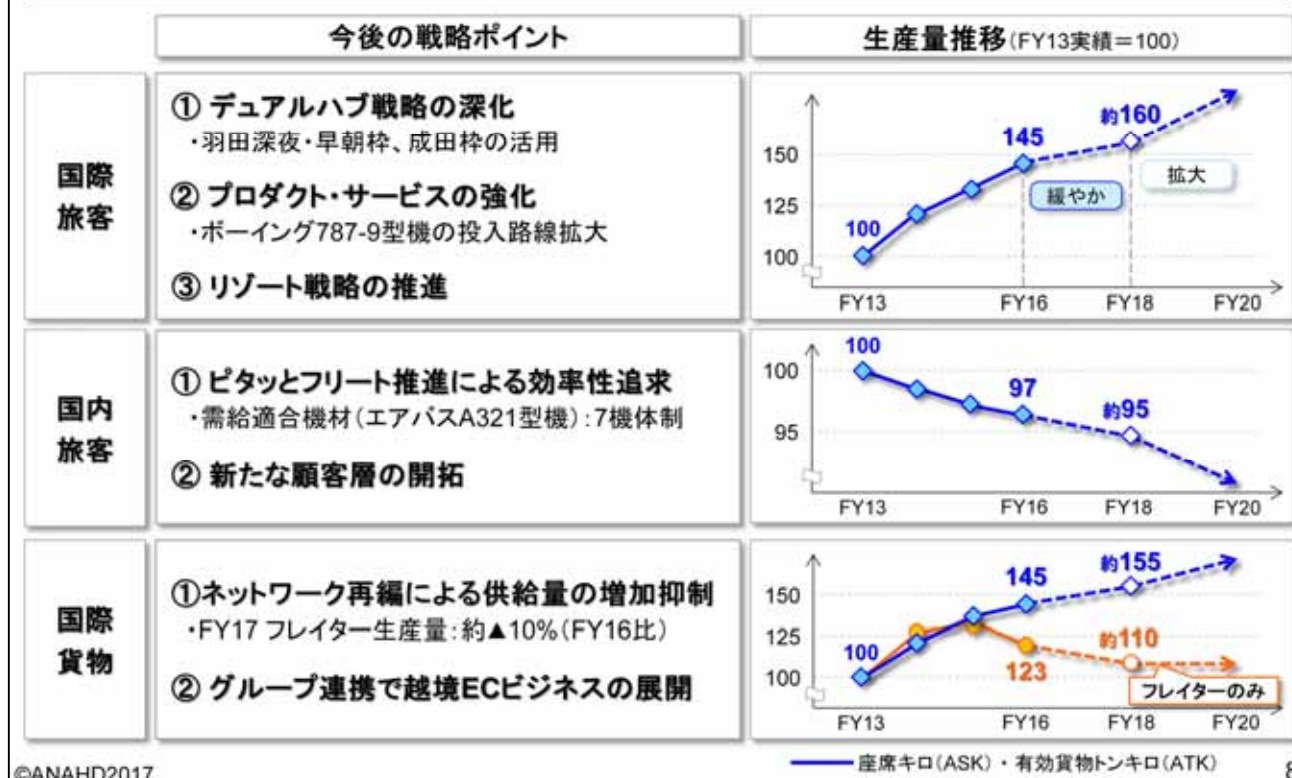 今後の戦略ポイント
生産量推移(FY13実績=100)
国際
旅客
① デュアルハブ戦略の深化
・羽田深夜・早朝枠、成田枠の活用
② プロダクト・サービスの強化
・ボーイング787-9型機の投入路線拡大
③ リゾート戦略の推進
約160
145
150
拡大
緩やか
125
100
100
FY13
FY16
FY18
FY20
国内
旅客
① ピタッとフリート推進による効率性追求
・需給適合機材(エアバスA321型機):7機体制
② 新たな顧客層の開拓
100
100
97
約95
95
FY13
FY16
FY18
FY20
国際
貨物
①ネットワーク再編による供給量の増加抑制
・FY17 フレイター生産量:約▲10%(FY16比)
② グループ連携で越境ECビジネスの展開
約155
145
150
125
100
約110
123
100
フレイターのみ
FY13
FY16
FY18
FY20
座席キロ(ASK)・有効貨物トンキロ(ATK)
©ANAHD2017
8